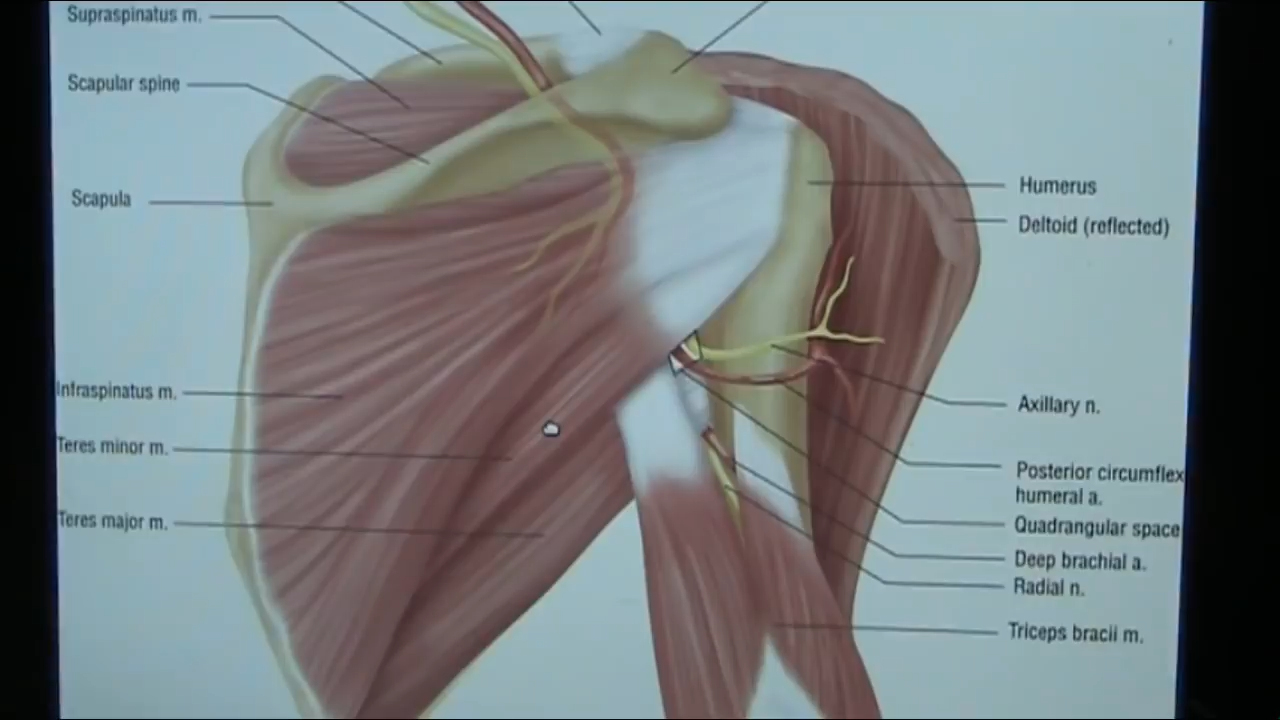 Supraspinatus m.
Scapular spine
Scapula
Infraspinatus m.
Teres minor m.
Teres major m.
Humerus
Deltoid (reflected)
Axillary n.
Posterior circumflex
humeral a.
Quadrangular space
Deep brachial a.
Radial n.
Triceps bracii m.